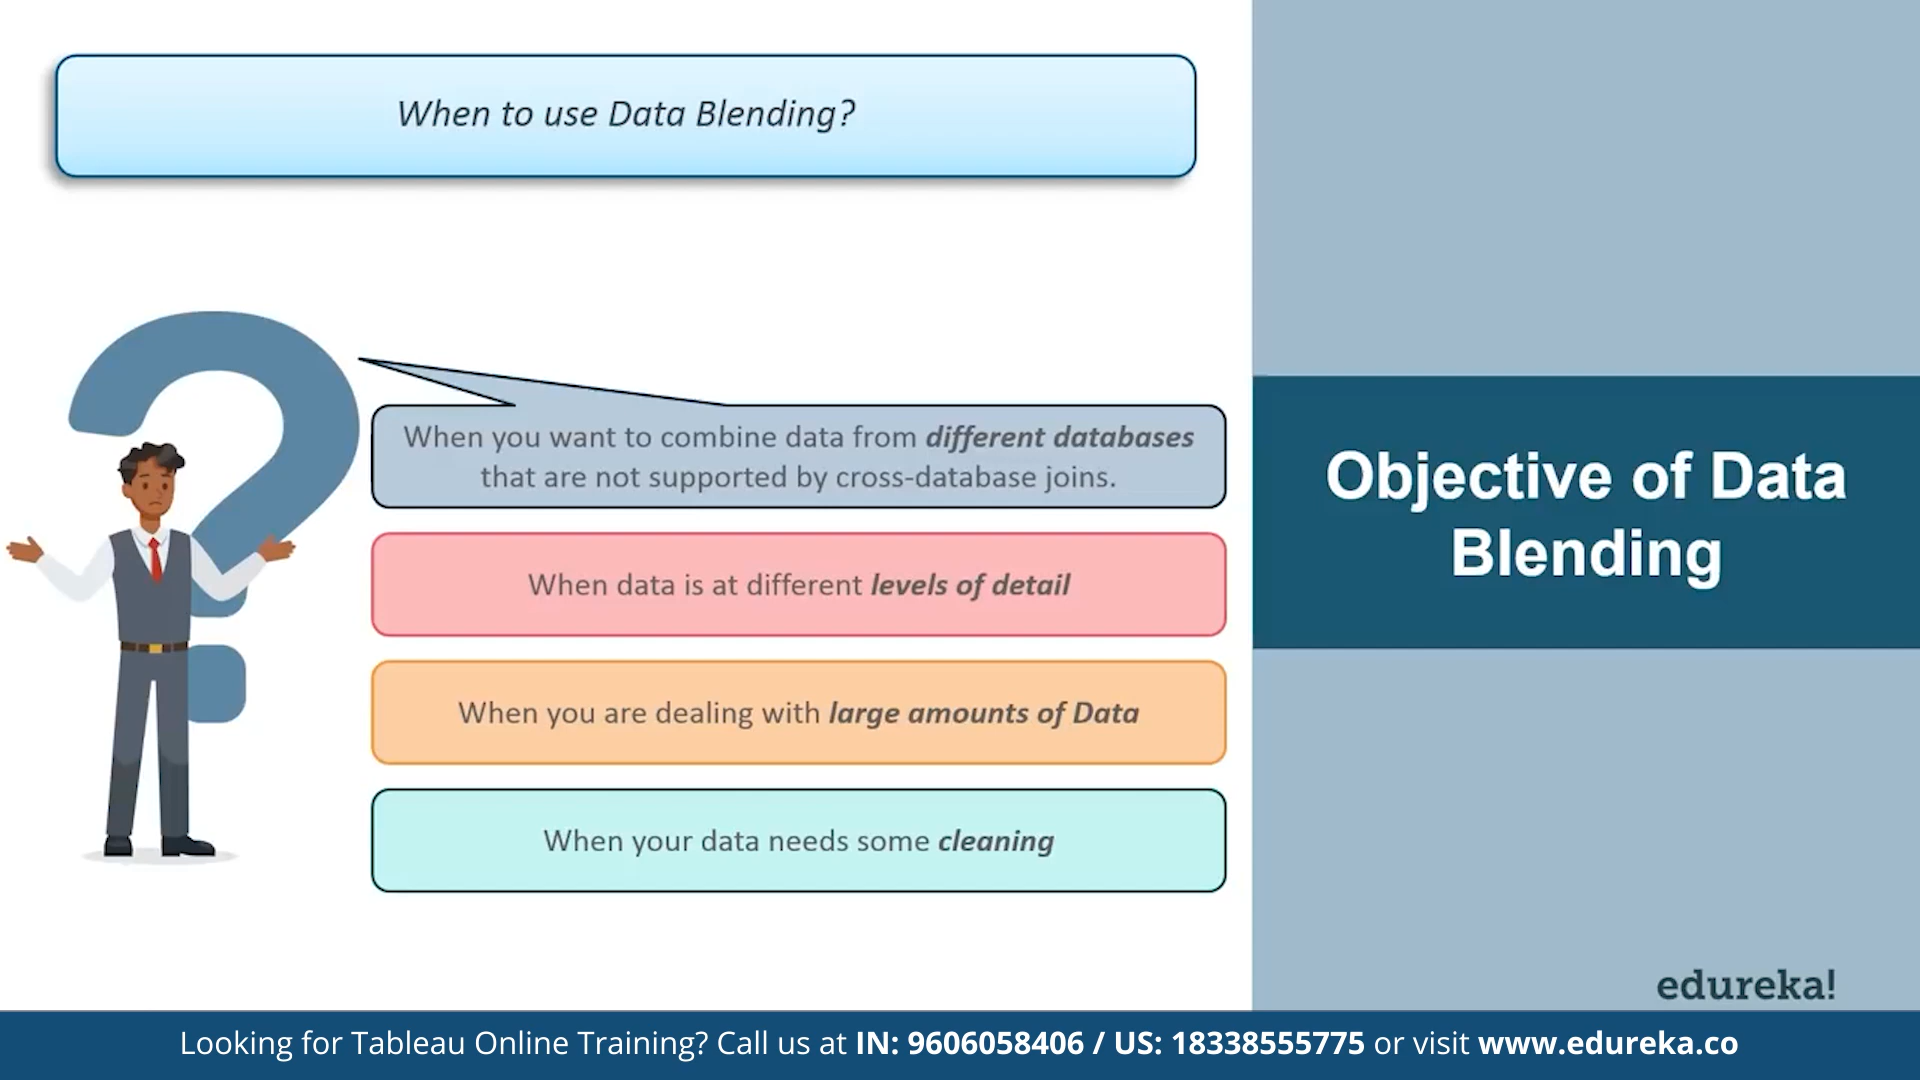 When to use Data Blending?
When you want to combine data from different databases
that are not supported by cross-database joins.
When data is at different levels of detail
When you are dealing with large amounts of Data
When your data needs some cleaning
Objective of Data
Blending
edureka!
Looking for Tableau Online Training? Call us at IN: 9606058406 / US: 18338555775 or visit www.edureka.co